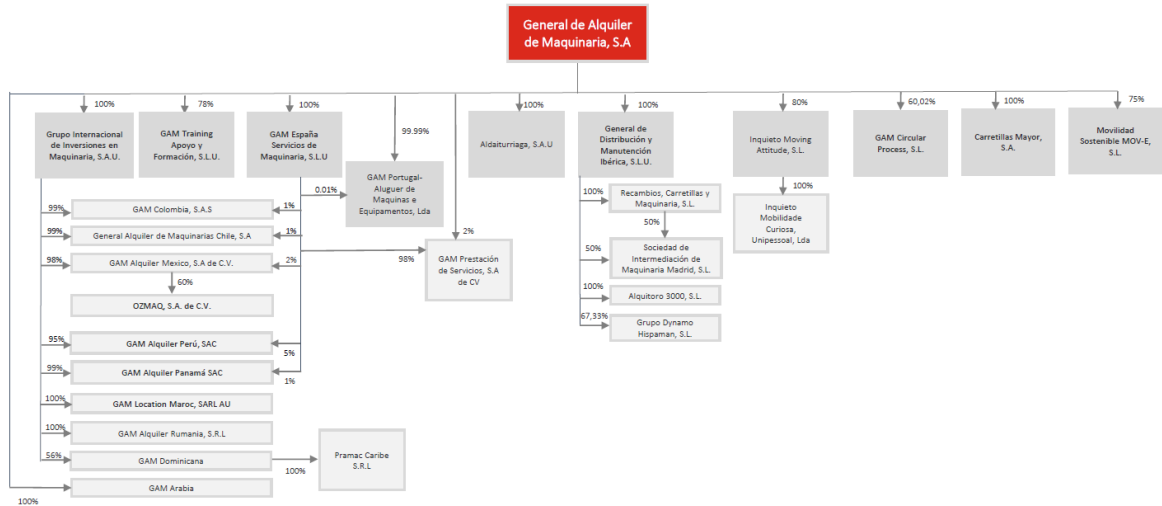 General de Alquiler
de Maquinaria, S.A
100%
78%
100%
99.99%
2%
100%
100%
80%
60,02%
100%
75%
Grupo Internacional
de Inversiones en
Maquinaria, S.A.U.
GAM Training
Apoyo y
Formación, S.L.U.
GAM España
Servicios de
Maquinaria, S.L.U
GAM Portugal-
Aluguer de
Maquinas e
Equipamentos, Lda
0.01%
Aldaiturriaga, S.A.U
General de
Distribución y
Manutención
Ibérica, S.L.U.
Inquieto Moving
Attitude, S.L.
GAM Circular
Process, S.L.
Carretillas Mayor,
S.A.
Movilidad
Sostenible MOV-E,
S.L.
99%
GAM Colombia, S.A.S
1%
99%
General Alquiler de Maquinarias Chile, S.A
1%
98%
GAM Alquiler Mexico, S.A de C.V.
2%
60%
OZMAQ, S.A. de C.V.
98%
GAM Prestación
de Servicios, S.A
de CV
100%
Recambios, Carretillas y
Maquinaria, S.L.
50%
50%
Sociedad de
Intermediación de
Maquinaria Madrid, S.L.
100%
Alquitoro 3000, S.L.
67,33%
Grupo Dynamo
Hispaman, S.L.
100%
Inquieto
Mobilidade
Curiosa,
Unipessoal, Lda
95%
GAM Alquiler Perú, SAC
5%
99%
GAM Alquiler Panamá SAC
1%
100%
GAM Location Maroc, SARL AU
100%
GAM Alquiler Rumania, S.R.L
56%
GAM Dominicana
100%
Pramac Caribe
S.R.L
GAM Arabia
100%